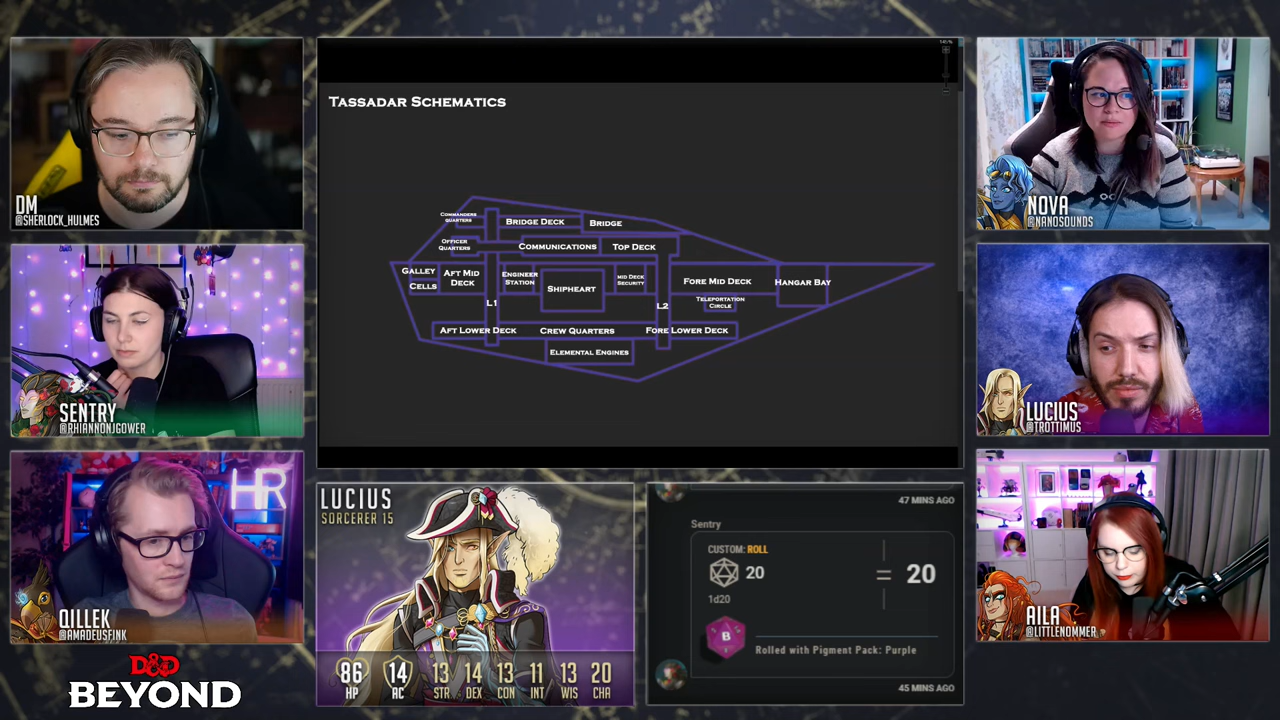 DM
@SHERLOCK_HULMES
SENTRY
@RHIANNONJGOWER
HR
QILLEK
@AMADEUSFINK
D&D
BEYOND
140%
TASSADAR SCHEMATICS
COMMANDERS
QUARTERS
BRIDGE DECK
BRIDGE
OFFICER
QUARTERS
COMMUNICATIONS
TOP DECK
GALLEY
CELLS
AFT MID
DECK
ENGINEER
STATION
SHIPHEART
MID DECK
SECURITY
FORE MID DECK
HANGAR BAY
TELEPORTATION
CIRCLE
L1
L2
AFT LOWER DECK
CREW QUARTERS
FORE LOWER DECK
ELEMENTAL ENGINES
LUCIUS
SORCERER 15
86 14 13 14 13 11 13 20
HP AC STR DEX CON INT WIS CHA
47 MINS AGO
Sentry
CUSTOM: ROLL
20 = 20
1d20
B
Rolled with Pigment Pack: Purple
45 MINS AGO
NOVA
@NANOSOUNDS
LUCIUS
@TROTTIMUS
AILA
@LITTLENOMMER